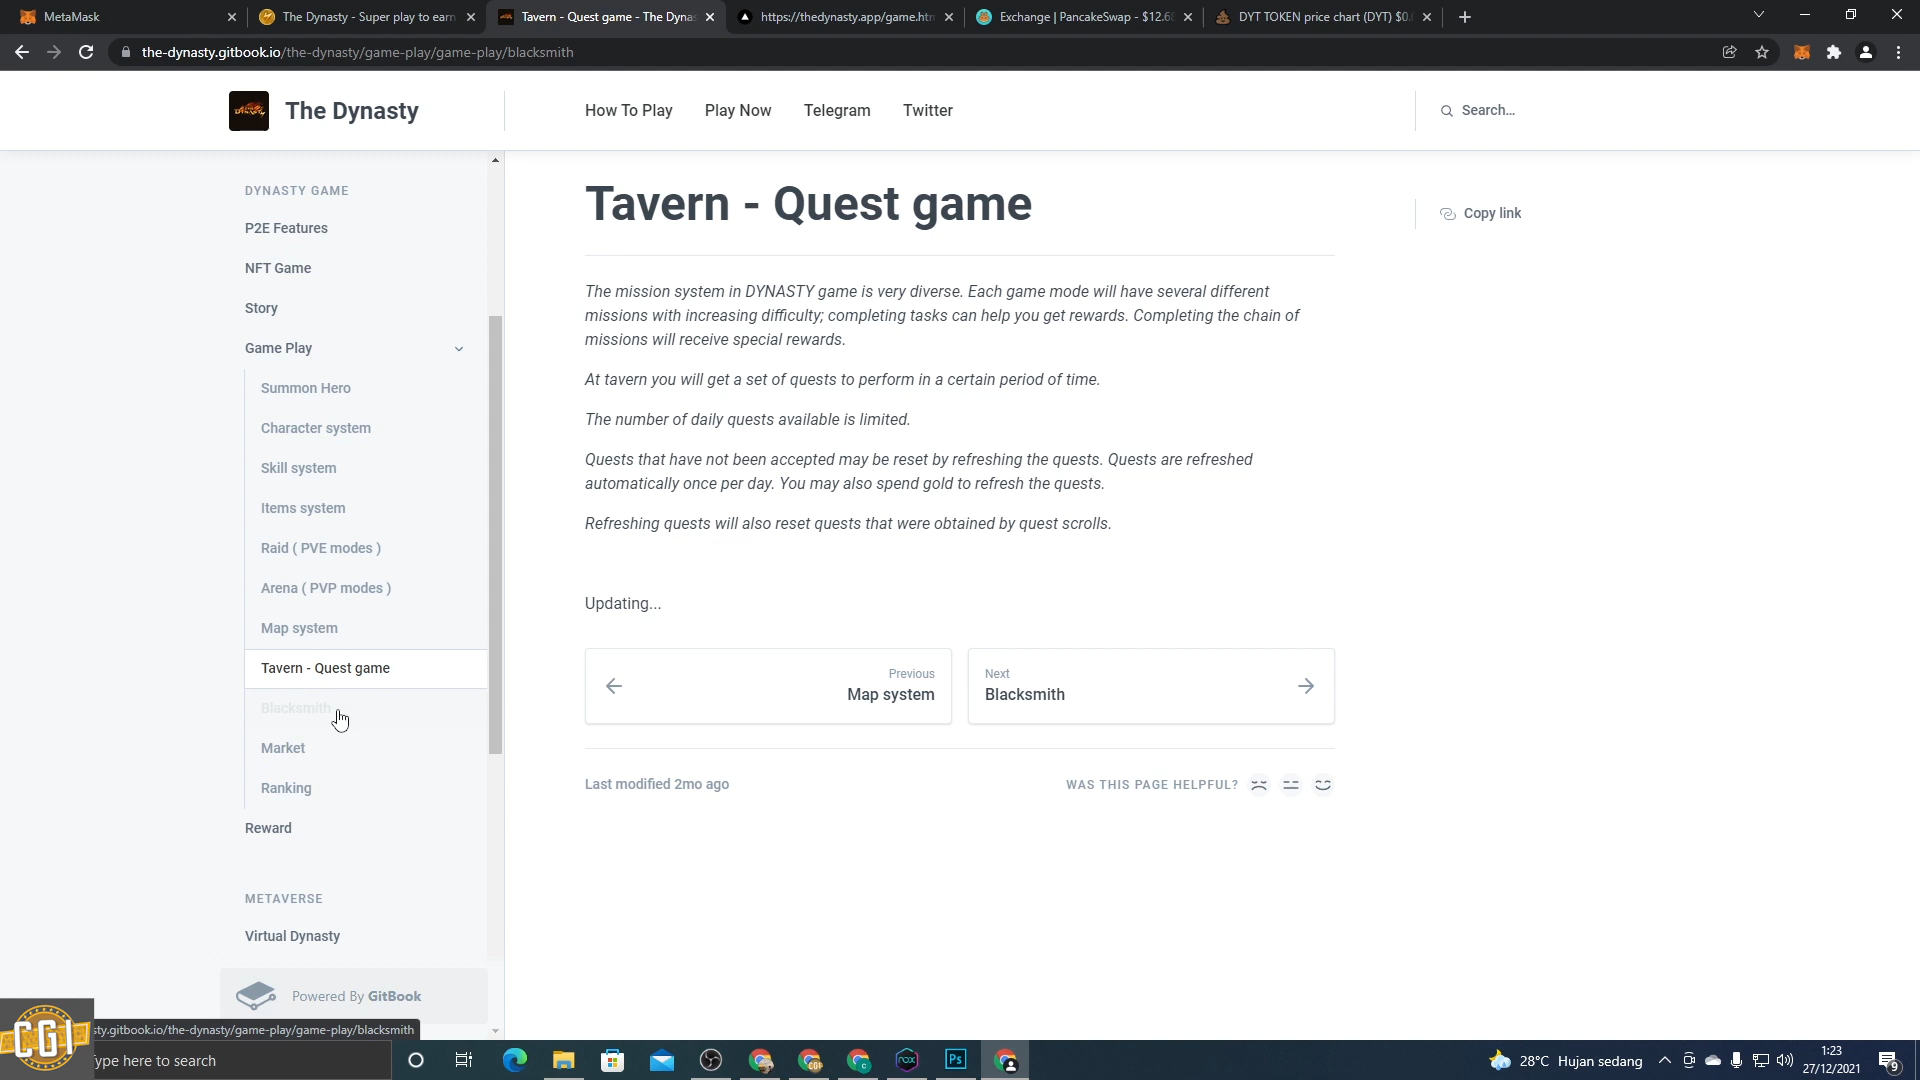 MetaMask
The Dynasty - Super play to earn
Tavern - Quest game - The Dynas
https://thedynasty.app/game.htm
Exchange | PancakeSwap - $12.6
DYT TOKEN price chart (DYT) $0.
the-dynasty.gitbook.io/the-dynasty/game-play/game-play/blacksmith
The Dynasty
How To Play
Play Now
Telegram
Twitter
Search...
DYNASTY GAME
P2E Features
NFT Game
Story
Game Play
Summon Hero
Character system
Skill system
Items system
Raid ( PVE modes )
Arena ( PVP modes )
Map system
Tavern - Quest game
Blacksmith
Market
Ranking
Reward
METAVERSE
Virtual Dynasty
Powered By GitBook
Tavern - Quest game
Copy link
The mission system in DYNASTY game is very diverse. Each game mode will have several different
missions with increasing difficulty; completing tasks can help you get rewards. Completing the chain of
missions will receive special rewards.
At tavern you will get a set of quests to perform in a certain period of time.
The number of daily quests available is limited.
Quests that have not been accepted may be reset by refreshing the quests. Quests are refreshed
automatically once per day. You may also spend gold to refresh the quests.
Refreshing quests will also reset quests that were obtained by quest scrolls.
Updating...
Previous
Map system
Next
Blacksmith
Last modified 2mo ago
WAS THIS PAGE HELPFUL?
sty.gitbook.io/the-dynasty/game-play/game-play/blacksmith
CGI
ype here to search
Ps
28°C Hujan sedang
1:23
27/12/2021
9